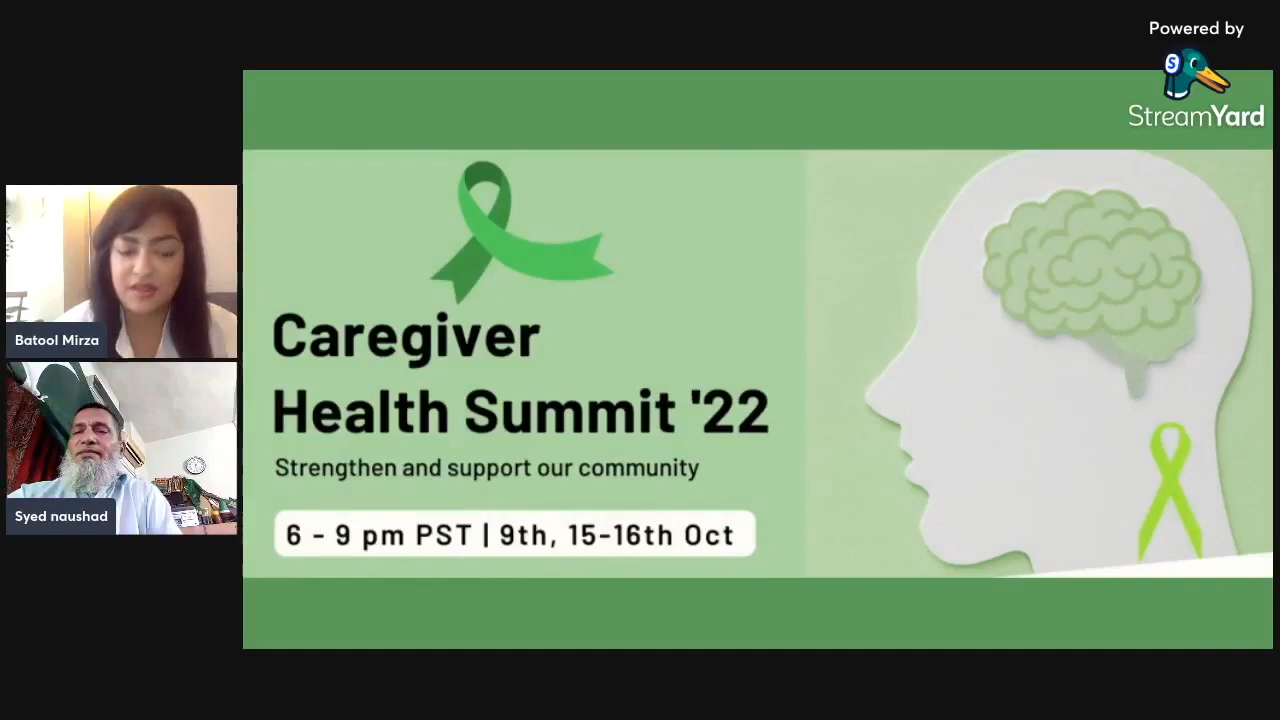 Powered by
S
StreamYard
Batool Mirza
Syed naushad
Caregiver
Health Summit '22
Strengthen and support our community
6 - 9 pm PST | 9th, 15-16th Oct